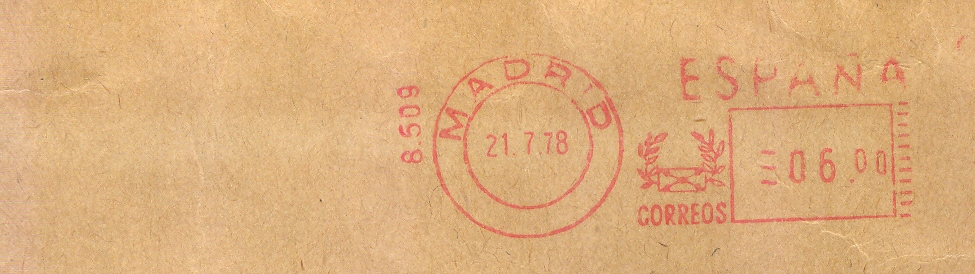 8.509
MADRID
21.7.78
ESPAÑA
CORREOS
06.00